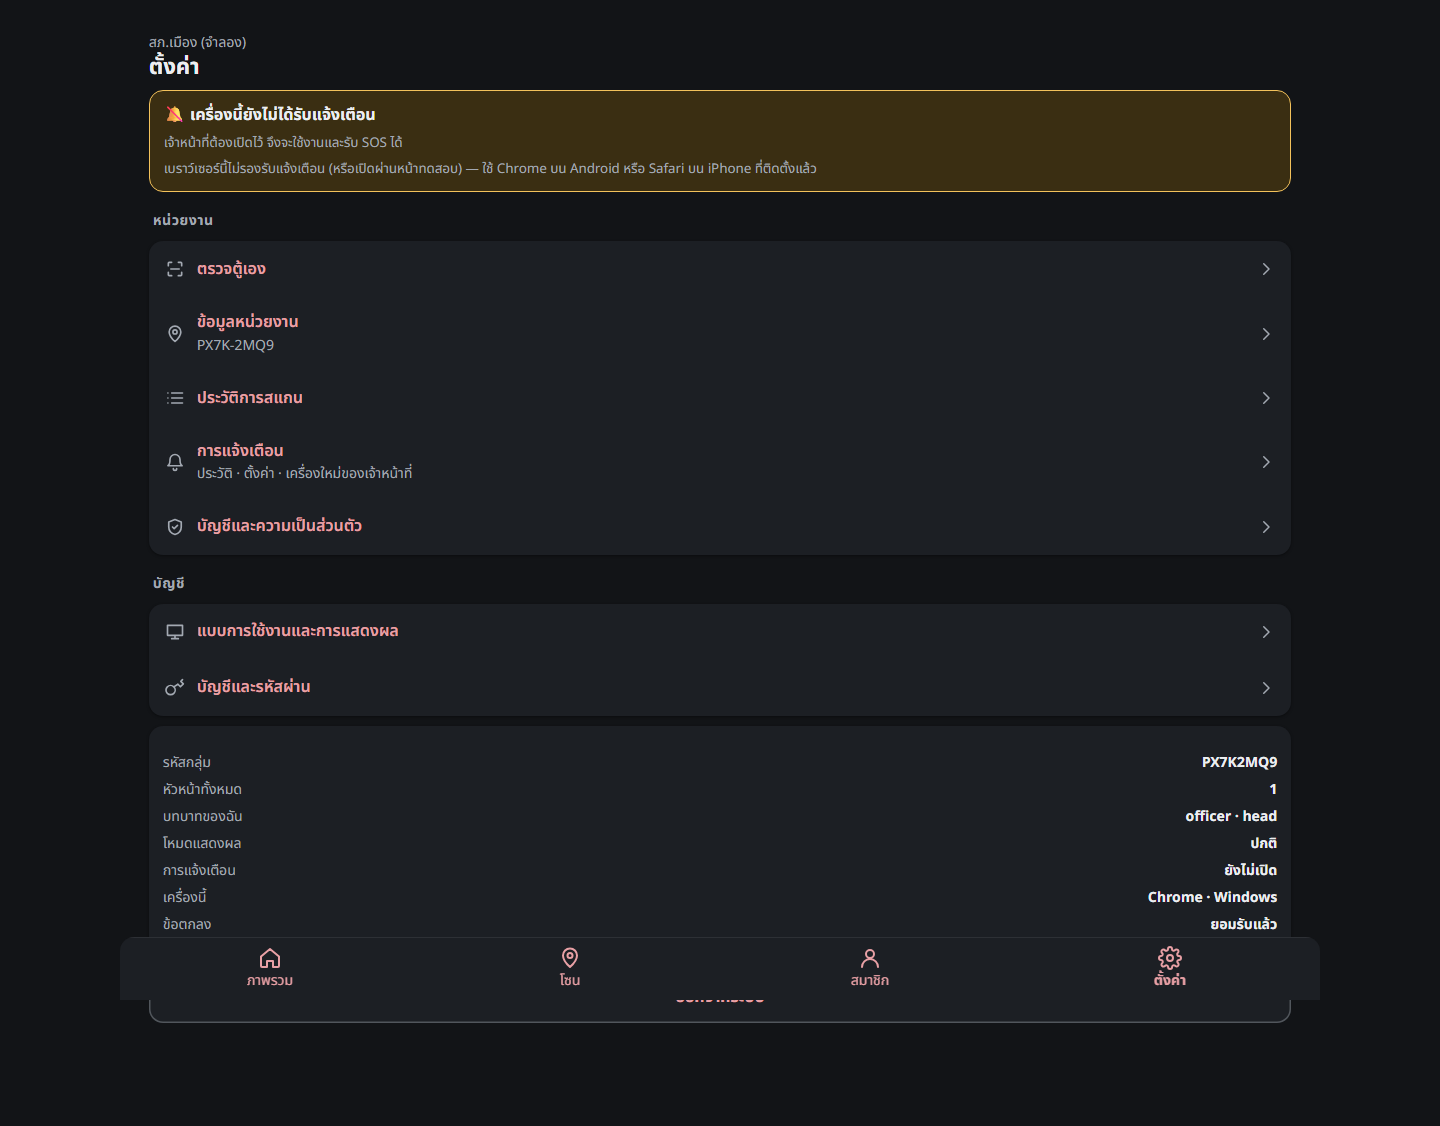 สภ.เมือง (จำลอง)
ตั้งค่า
เครื่องนี้ยังไม่ได้รับแจ้งเตือน
เจ้าหน้าที่ต้องเปิดไว้ จึงจะใช้งานและรับ SOS ได้
เบราว์เซอร์นี้ไม่รองรับแจ้งเตือน (หรือเปิดผ่านหน้าทดสอบ) — ใช้ Chrome บน Android หรือ Safari บน iPhone ที่ติดตั้งแล้ว
หน่วยงาน
ตรวจตู้เอง
ข้อมูลหน่วยงาน
PX7K-2MQ9
ประวัติการสแกน
การแจ้งเตือน
ประวัติ · ตั้งค่า · เครื่องใหม่ของเจ้าหน้าที่
บัญชีและความเป็นส่วนตัว
บัญชี
แบบการใช้งานและการแสดงผล
บัญชีและรหัสผ่าน
รหัสกลุ่ม PX7K2MQ9
หัวหน้าทั้งหมด 1
บทบาทของฉัน officer · head
โหมดแสดงผล ปกติ
การแจ้งเตือน ยังไม่เปิด
เครื่องนี้ Chrome · Windows
ข้อตกลง ยอมรับแล้ว
ภาพรวม โซน สมาชิก ตั้งค่า